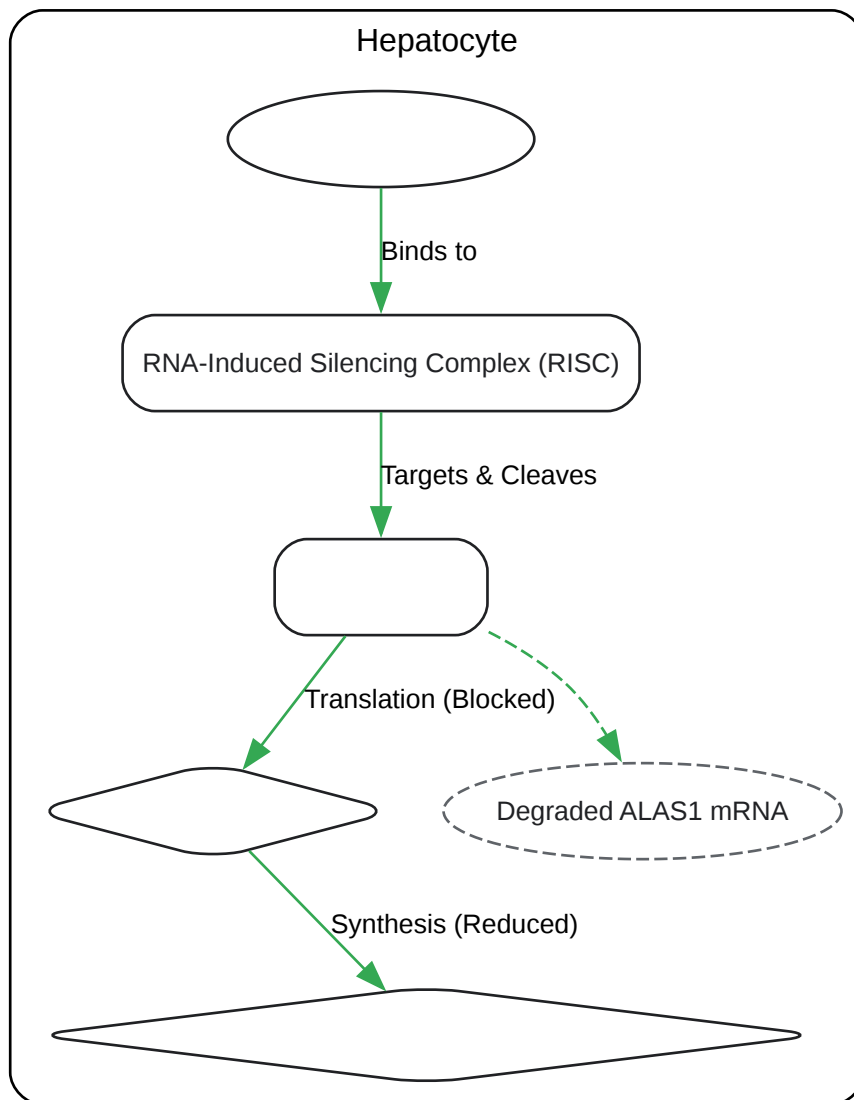 Hepatocyte
Binds to
RNA-Induced Silencing Complex (RISC)
Targets & Cleaves
Translation (Blocked)
Degraded ALAS1 mRNA
Synthesis (Reduced)